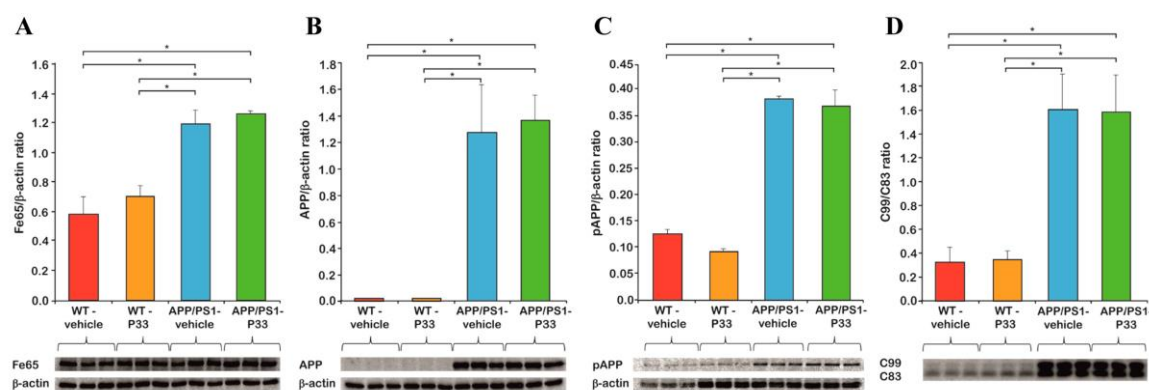 A
*
*
*
*
Fe65/β-actin ratio
1.6
1.4
1.2
1.0
0.8
0.6
0.4
0.2
0.0
WT - vehicle
WT - P33
APP/PS1- vehicle
APP/PS1- P33
Fe65
β-actin
B
*
*
*
*
APP/β-actin ratio
1.8
1.6
1.4
1.2
1.0
0.8
0.6
0.4
0.2
0.0
WT - vehicle
WT - P33
APP/PS1- vehicle
APP/PS1- P33
APP
β-actin
C
*
*
*
*
pAPP/β-actin ratio
0.45
0.40
0.35
0.30
0.25
0.20
0.15
0.10
0.05
0.00
WT - vehicle
WT - P33
APP/PS1- vehicle
APP/PS1- P33
pAPP
β-actin
D
*
*
*
*
C99/C83 ratio
2.0
1.8
1.6
1.4
1.2
1.0
0.8
0.6
0.4
0.2
0.0
WT - vehicle
WT - P33
APP/PS1- vehicle
APP/PS1- P33
C99
C83